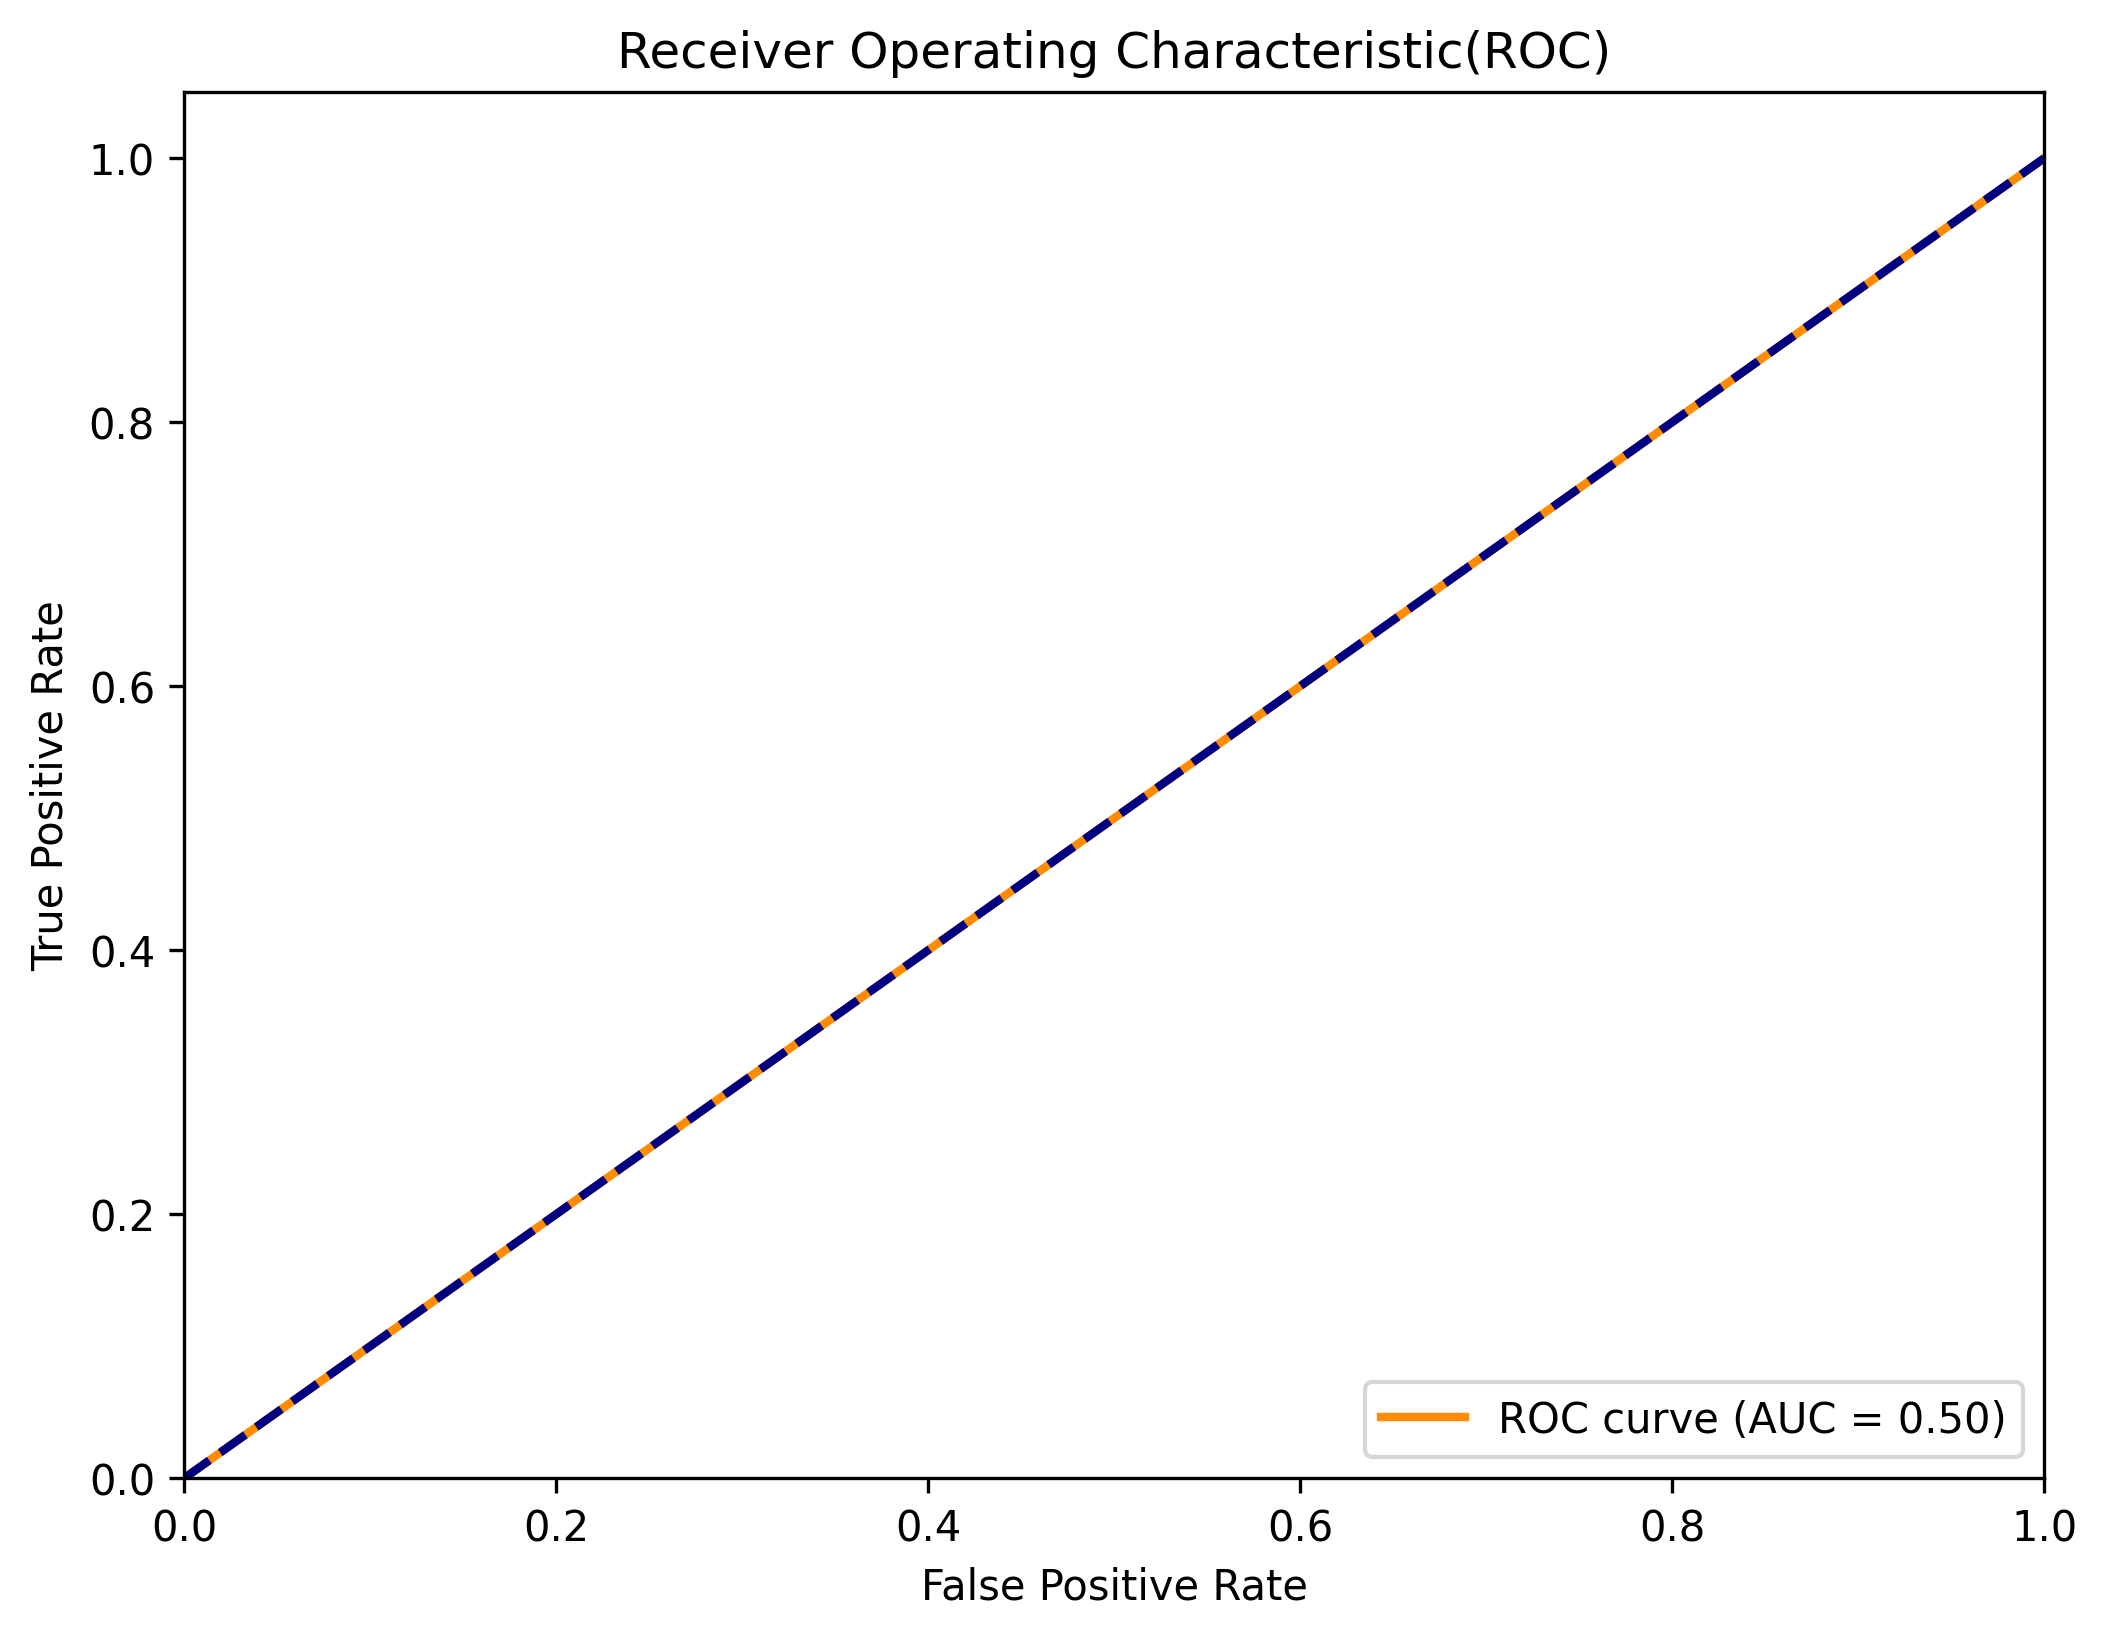 Receiver Operating Characteristic(ROC)
1.0
0.8
0.6
0.4
0.2
0.0
True Positive Rate
ROC curve (AUC = 0.50)
0.0 0.2 0.4 0.6 0.8 1.0
False Positive Rate